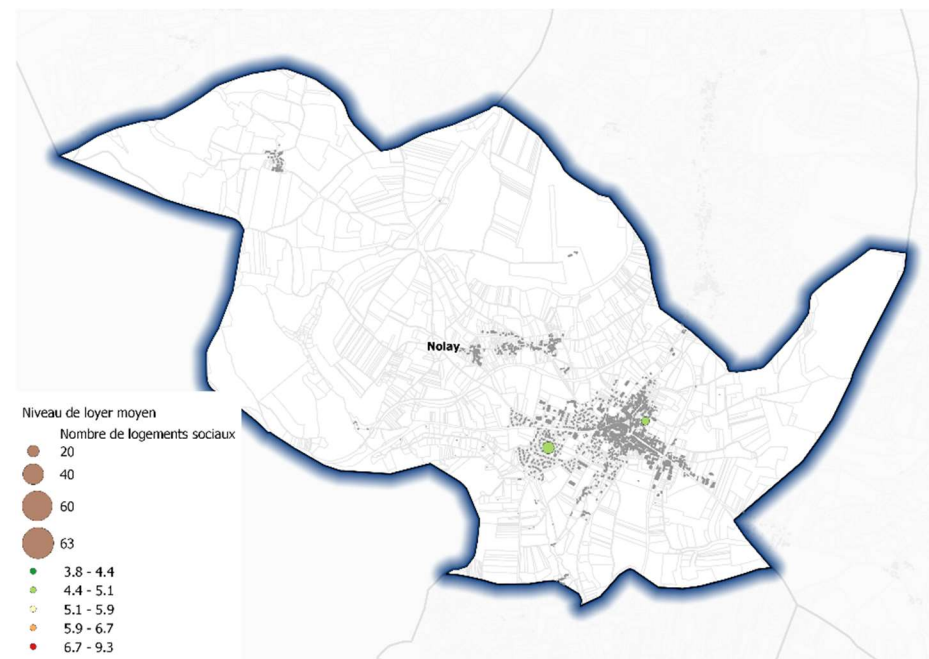 Nolay
Niveau de loyer moyen
Nombre de logements sociaux
20
40
60
63
3.8 - 4.4
4.4 - 5.1
5.1 - 5.9
5.9 - 6.7
6.7 - 9.3